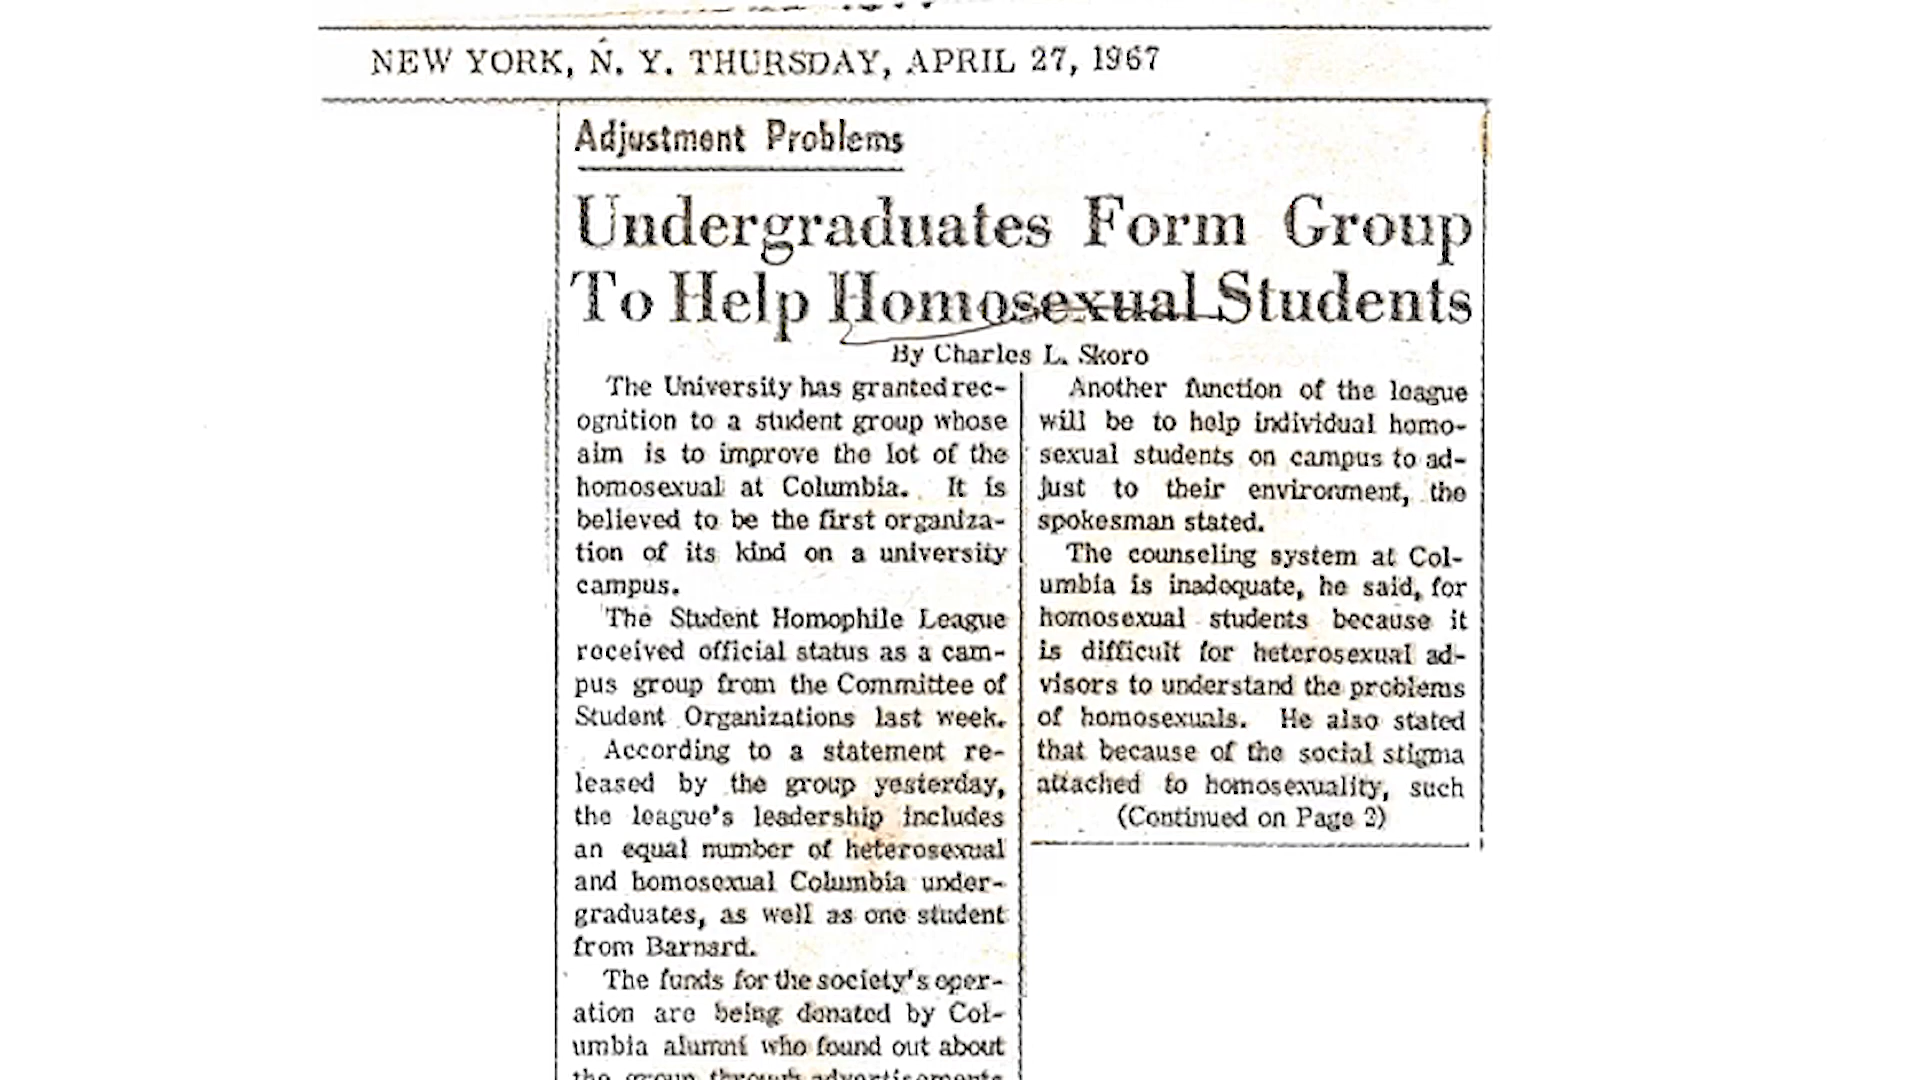 NEW YORK, N. Y. THURSDAY, APRIL 27, 1967
Adjustment Problems
Undergraduates Form Group
To Help Homosexual Students
By Charles L. Skoro
The University has granted rec-
ognition to a student group whose
aim is to improve the lot of the
homosexual at Columbia. It is
believed to be the first organiza-
tion of its kind on a university
campus.
The Student Homophile League
received official status as a cam-
pus group from the Committee of
Student Organizations last week.
According to a statement re-
leased by the group yesterday,
the league's leadership includes
an equal number of heterosexual
and homosexual Columbia under-
graduates, as well as one student
from Barnard.
The funds for the society's oper-
ation are being donated by Col-
umbia alumni who found out about
the group through advertisements
Another function of the league
will be to help individual homo-
sexual students on campus to ad-
just to their environment, the
spokesman stated.
The counseling system at Col-
umbia is inadequate, he said, for
homosexual students because it
is difficult for heterosexual ad-
visors to understand the problems
of homosexuals. He also stated
that because of the social stigma
attached to homosexuality, such
(Continued on Page 2)